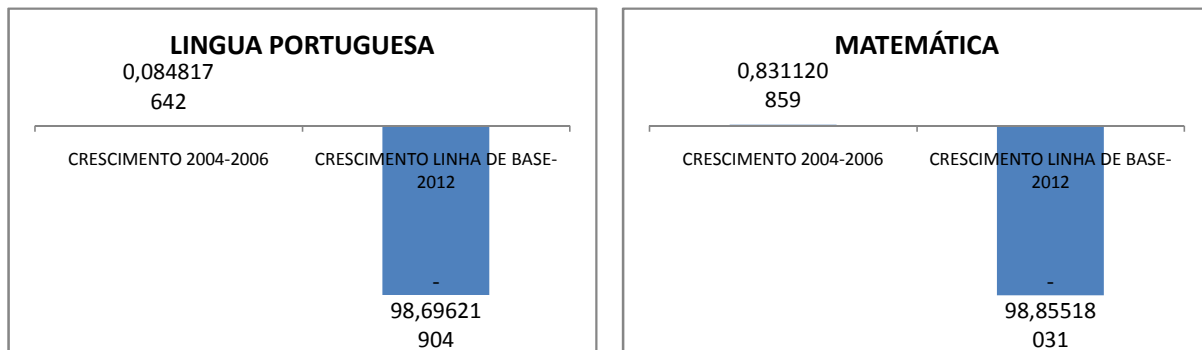 LINGUA PORTUGUESA
0,084817
642
CRESCIMENTO 2004-2006
CRESCIMENTO LINHA DE BASE-
2012
-
98,69621
904
MATEMÁTICA
0,831120
859
CRESCIMENTO 2004-2006
CRESCIMENTO LINHA DE BASE-
2012
-
98,85518
031